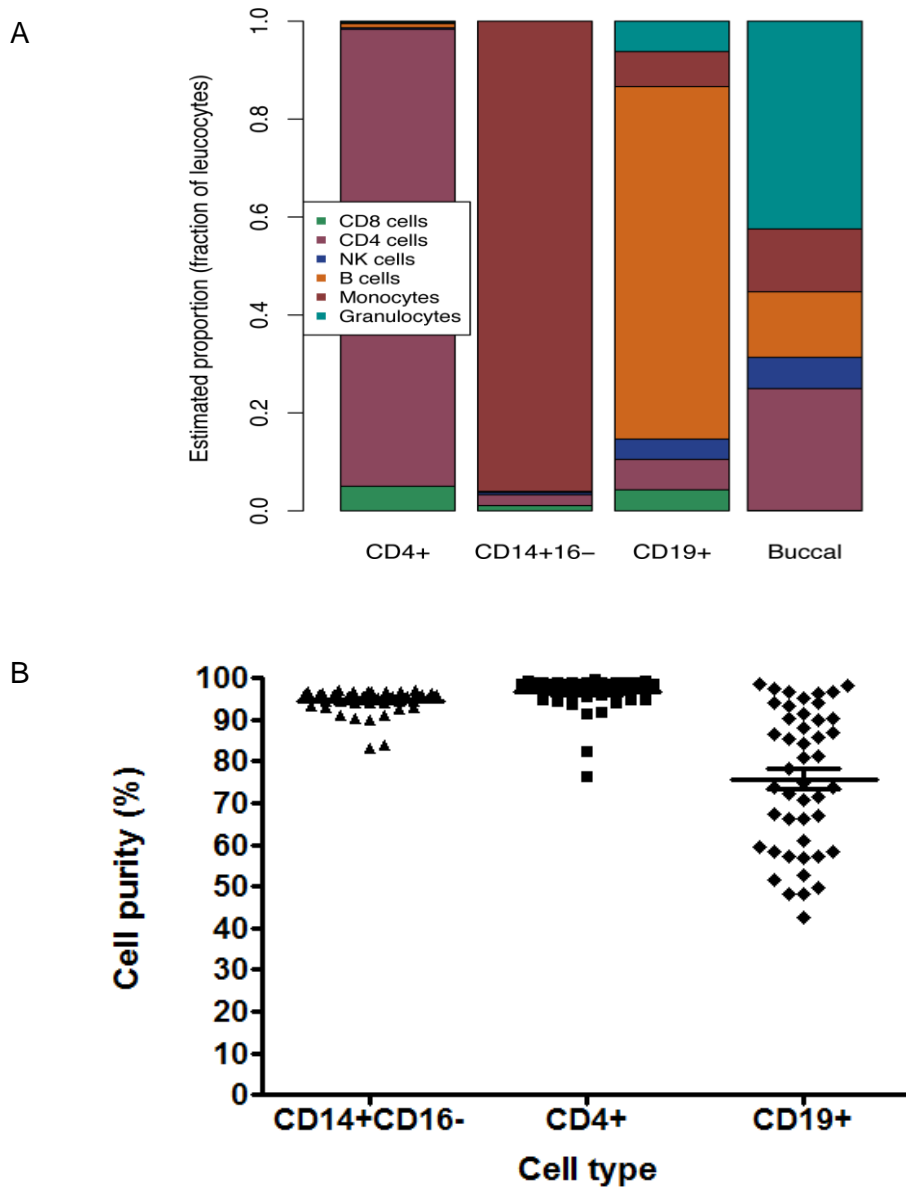 A
Estimated proportion (fraction of leucocytes)
1.0
0.8
0.6
0.4
0.2
0.0
CD8 cells
CD4 cells
NK cells
B cells
Monocytes
Granulocytes
CD4+ CD14+16− CD19+ Buccal
B
Cell purity (%)
100
90
80
70
60
50
40
30
20
10
0
CD14+CD16- CD4+ CD19+
Cell type